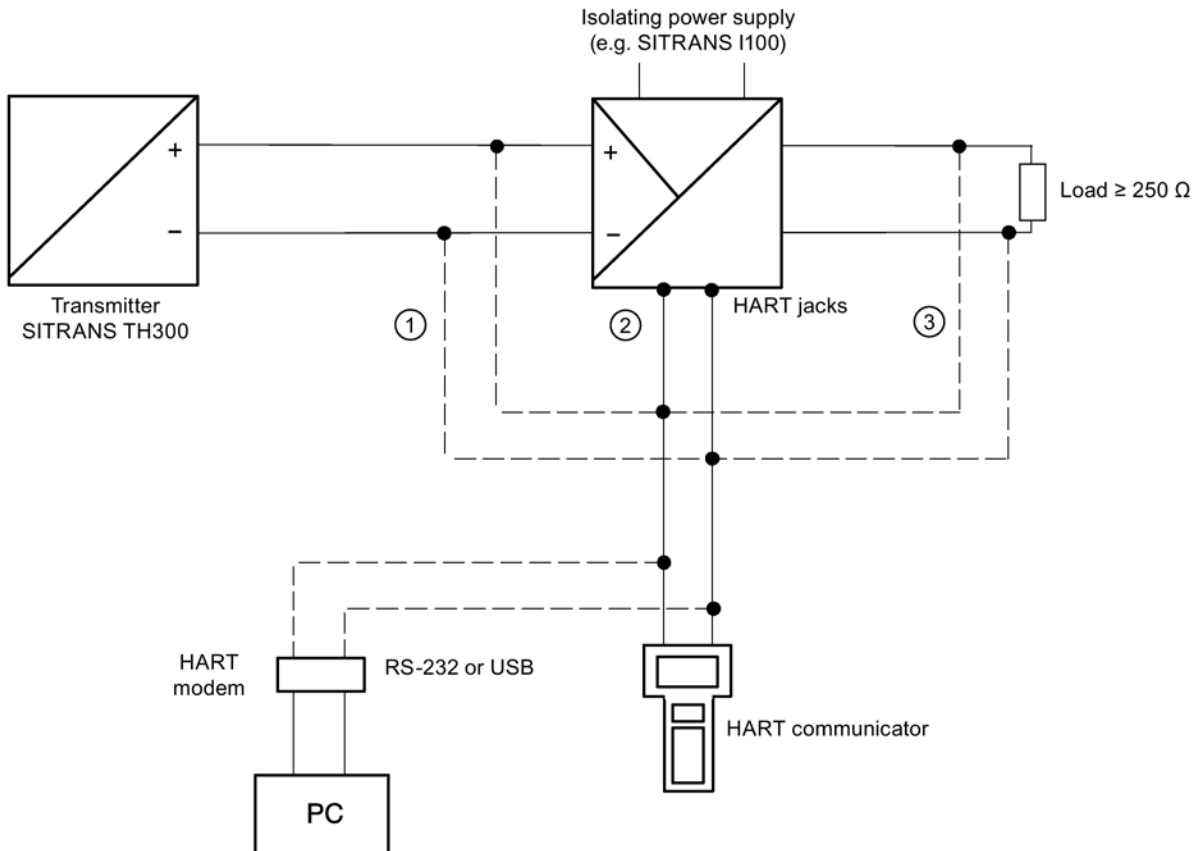 Isolating power supply
(e.g. SITRANS I100)
+
−
+
−
Load ≥ 250 Ω
Transmitter
SITRANS TH300
①
②
HART jacks
③
HART
modem
RS-232 or USB
HART communicator
PC